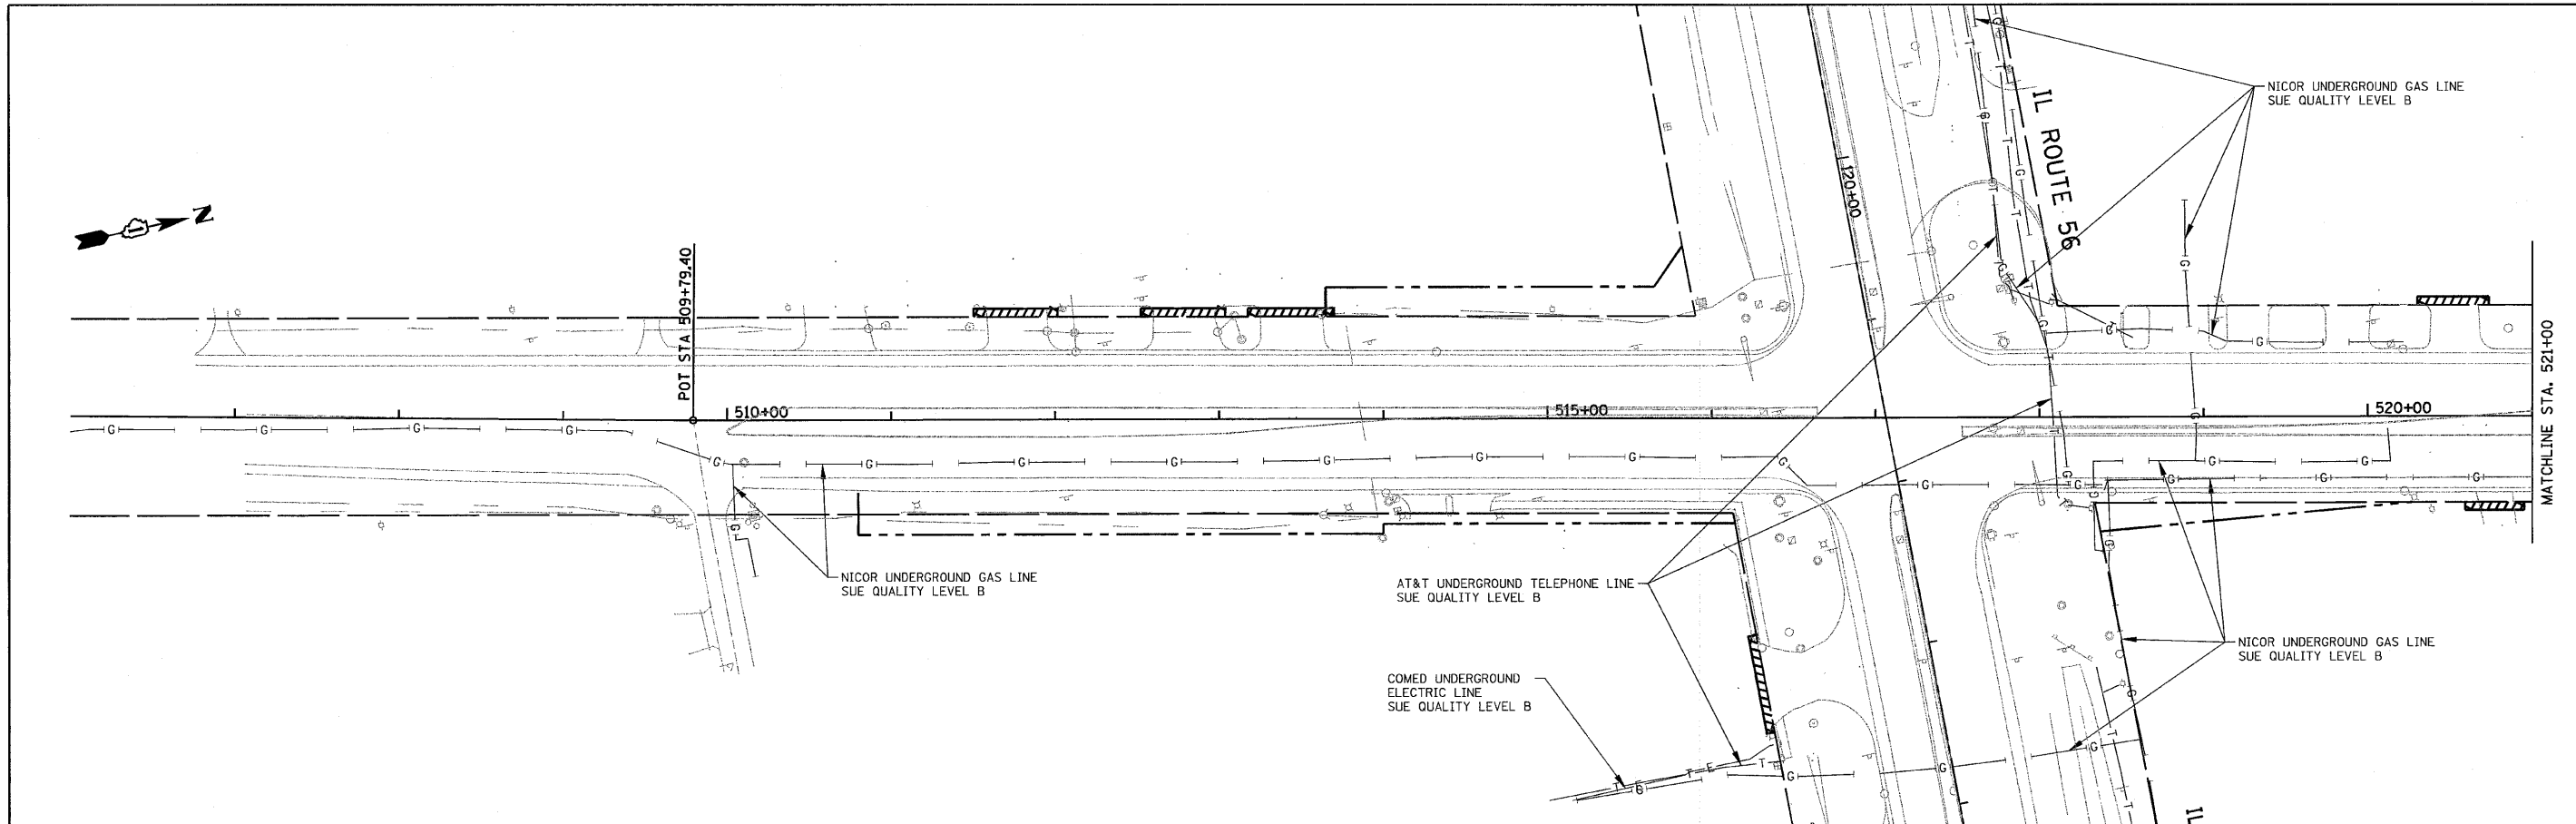 NICOR UNDERGROUND GAS LINE
SUE QUALITY LEVEL B
IL ROUTE 56
120+00
N
POT STA 509+79.40
510+00
515+00
520+00
MATCHLINE STA. 521+00
NICOR UNDERGROUND GAS LINE
SUE QUALITY LEVEL B
AT&T UNDERGROUND TELEPHONE LINE
SUE QUALITY LEVEL B
NICOR UNDERGROUND GAS LINE
SUE QUALITY LEVEL B
COMED UNDERGROUND
ELECTRIC LINE
SUE QUALITY LEVEL B
IL